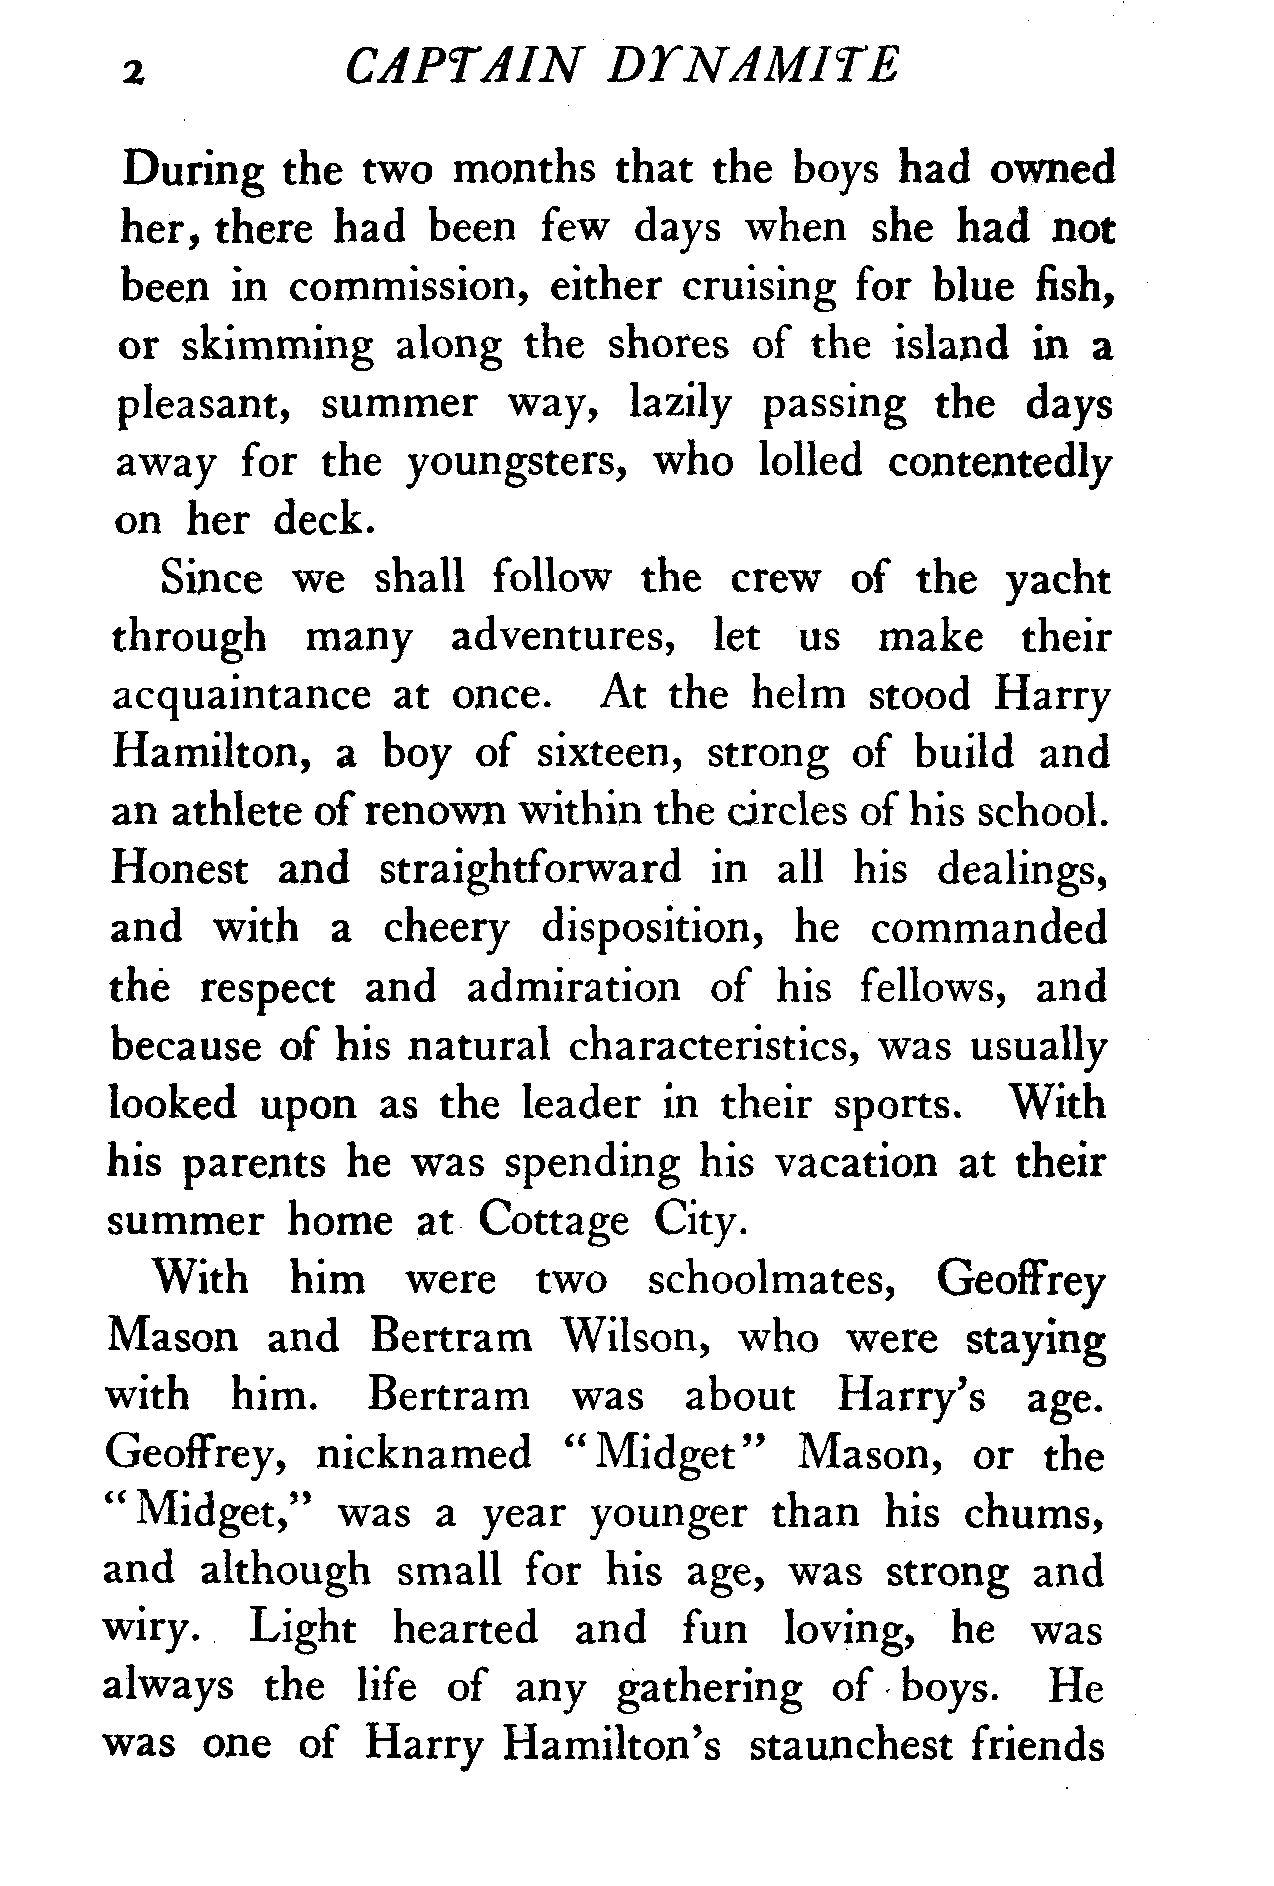 2 CAPTAIN DYNAMITE
During the two months that the boys had owned
her, there had been few days when she had not
been in commission, either cruising for blue fish,
or skimming along the shores of the island in a
pleasant, summer way, lazily passing the days
away for the youngsters, who lolled contentedly
on her deck.
Since we shall follow the crew of the yacht
through many adventures, let us make their
acquaintance at once. At the helm stood Harry
Hamilton, a boy of sixteen, strong of build and
an athlete of renown within the circles of his school.
Honest and straightforward in all his dealings,
and with a cheery disposition, he commanded
the respect and admiration of his fellows, and
because of his natural characteristics, was usually
looked upon as the leader in their sports. With
his parents he was spending his vacation at their
summer home at Cottage City.
With him were two schoolmates, Geoffrey
Mason and Bertram Wilson, who were staying
with him. Bertram was about Harry's age.
Geoffrey, nicknamed "Midget" Mason, or the
"Midget," was a year younger than his chums,
and although small for his age, was strong and
wiry. Light hearted and fun loving, he was
always the life of any gathering of boys. He
was one of Harry Hamilton's staunchest friends